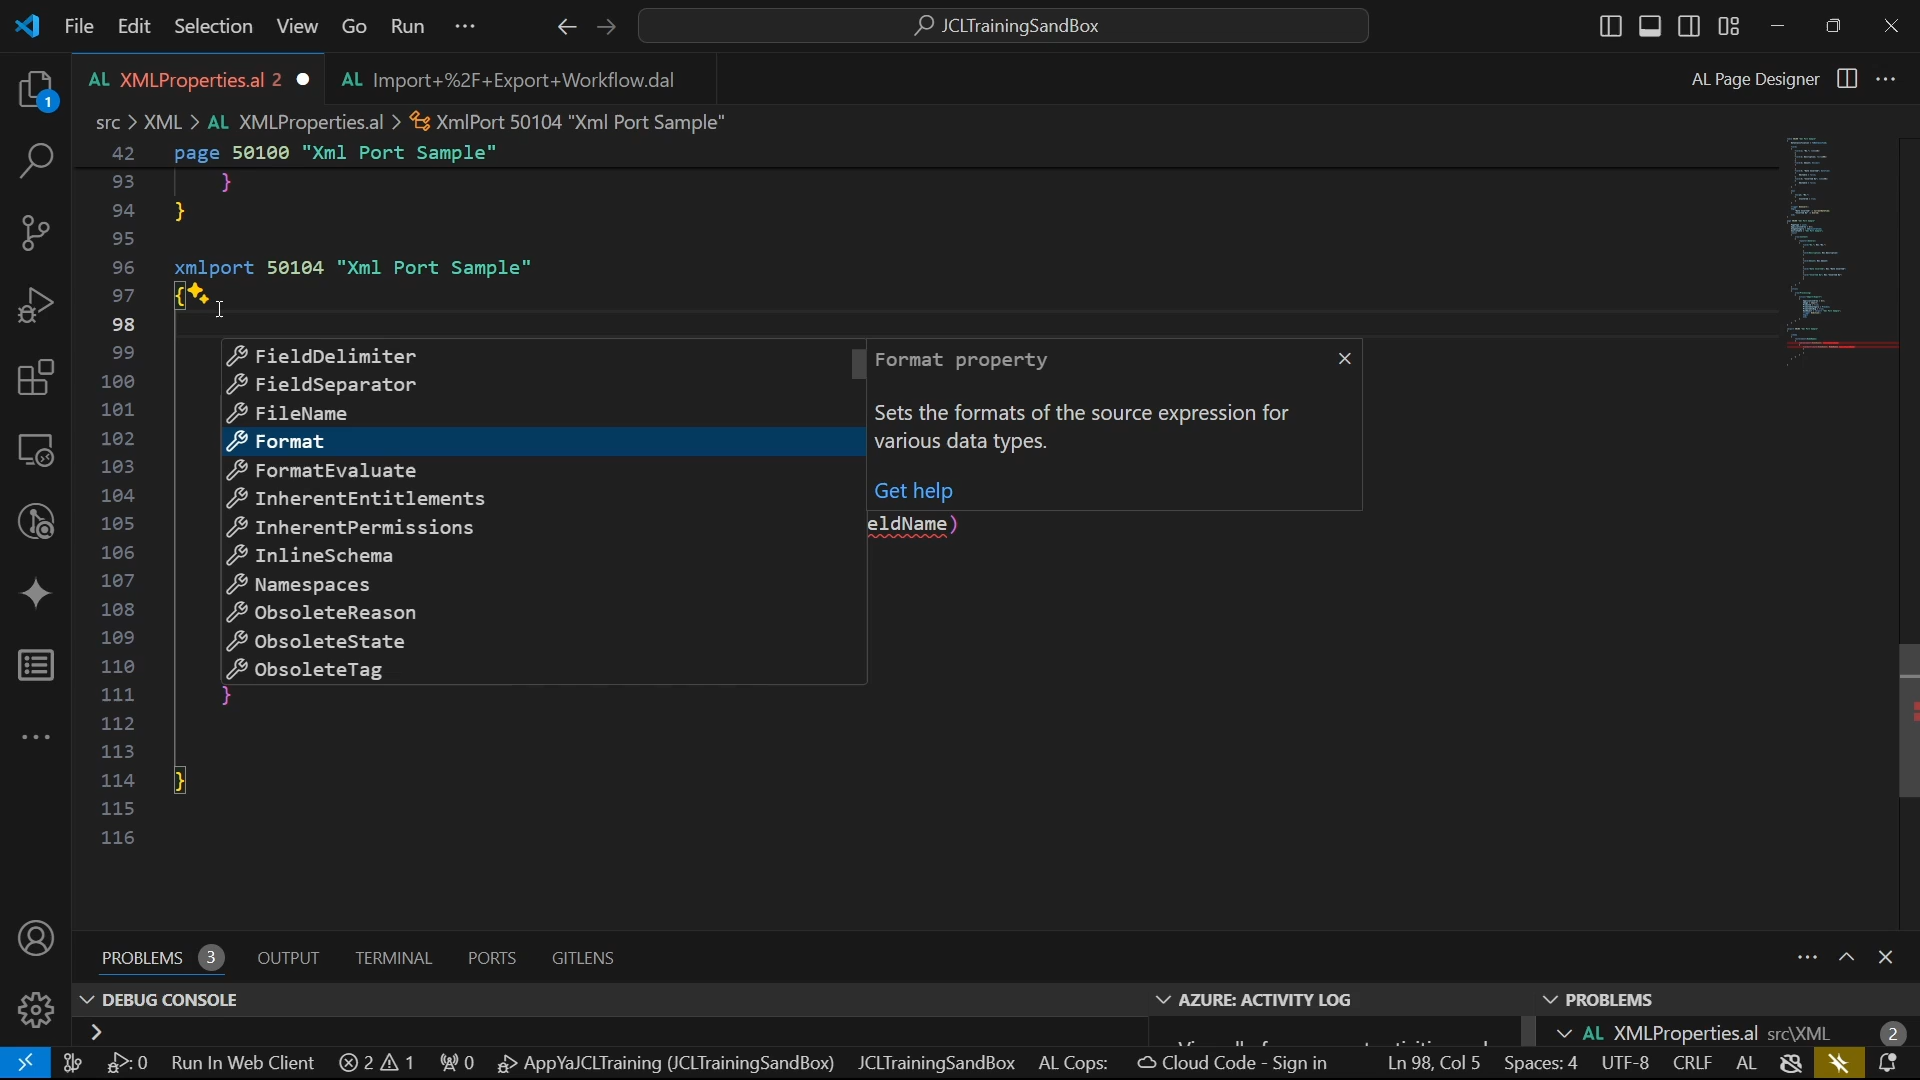 File Edit Selection View Go Run ··· JCLTrainingSandBox
AL XMLProperties.al 2 AL Import+%2F+Export+Workflow.dal AL Page Designer ···
1
src > XML > AL XMLProperties.al > XmlPort 50104 "Xml Port Sample"
42 page 50100 "Xml Port Sample"
93 }
94 }
95
96 xmlport 50104 "Xml Port Sample"
97 {
98
99 FieldDelimiter Format property
100 FieldSeparator
101 FileName Sets the formats of the source expression for
102 Format various data types.
103 FormatEvaluate
104 InherentEntitlements Get help
105 InherentPermissions eldName)
106 InlineSchema
107 Namespaces
108 ObsoleteReason
109 ObsoleteState
110 ObsoleteTag
111 }
112
113
114 }
115
116
PROBLEMS 3 OUTPUT TERMINAL PORTS GITLENS ···
DEBUG CONSOLE AZURE: ACTIVITY LOG PROBLEMS
> AL XMLProperties.al src\XML 2
0 Run In Web Client 2 1 0 AppYaJCLTraining (JCLTrainingSandBox) JCLTrainingSandBox AL Cops: Cloud Code - Sign in Ln 98, Col 5 Spaces: 4 UTF-8 CRLF AL